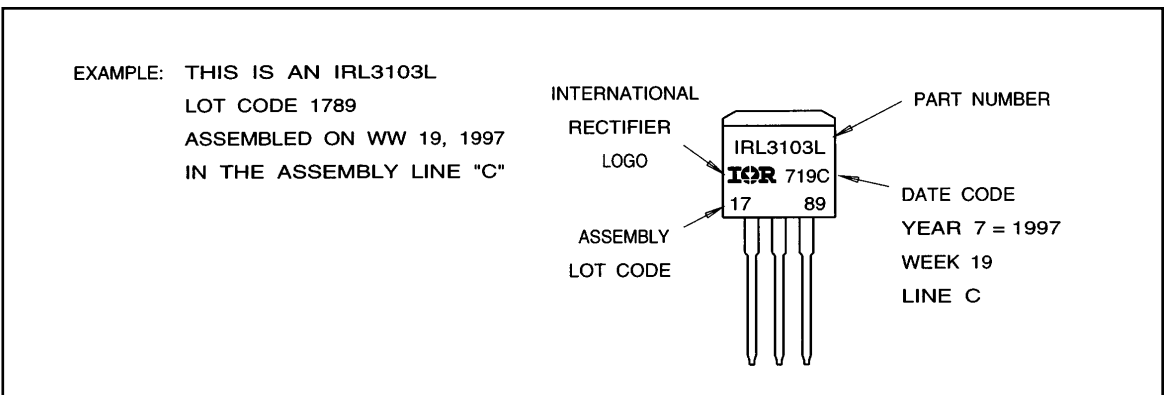 EXAMPLE: THIS IS AN IRL3103L
LOT CODE 1789
ASSEMBLED ON WW 19, 1997
IN THE ASSEMBLY LINE "C"
INTERNATIONAL
RECTIFIER
LOGO
ASSEMBLY
LOT CODE
IRL3103L
IOR 719C
17 89
PART NUMBER
DATE CODE
YEAR 7 = 1997
WEEK 19
LINE C